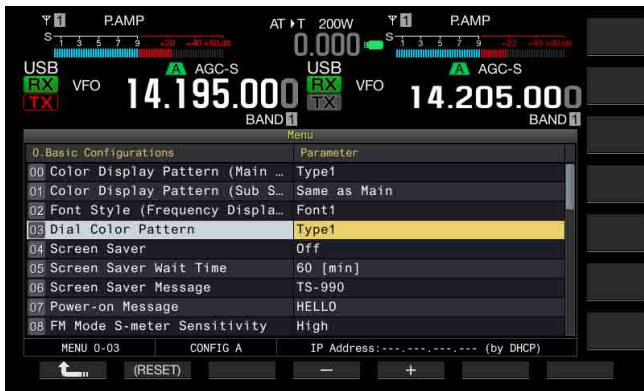 1 P.AMP AT▸T 200W 1 P.AMP
S 1 3 5 7 9 +20 +40 +60dB 0.000 S 1 3 5 7 9 +20 +40 +60dB
USB A AGC-S USB A AGC-S
RX TX VFO 14.195.000 RX TX VFO 14.205.000
BAND 1 BAND 1
Menu
0.Basic Configurations Parameter
00 Color Display Pattern (Main … Type1
01 Color Display Pattern (Sub S… Same as Main
02 Font Style (Frequency Displa… Font1
03 Dial Color Pattern Type1
04 Screen Saver Off
05 Screen Saver Wait Time 60 [min]
06 Screen Saver Message TS-990
07 Power-on Message HELLO
08 FM Mode S-meter Sensitivity High
MENU 0-03 CONFIG A IP Address:---.---.---.--- (by DHCP)
(RESET) − +